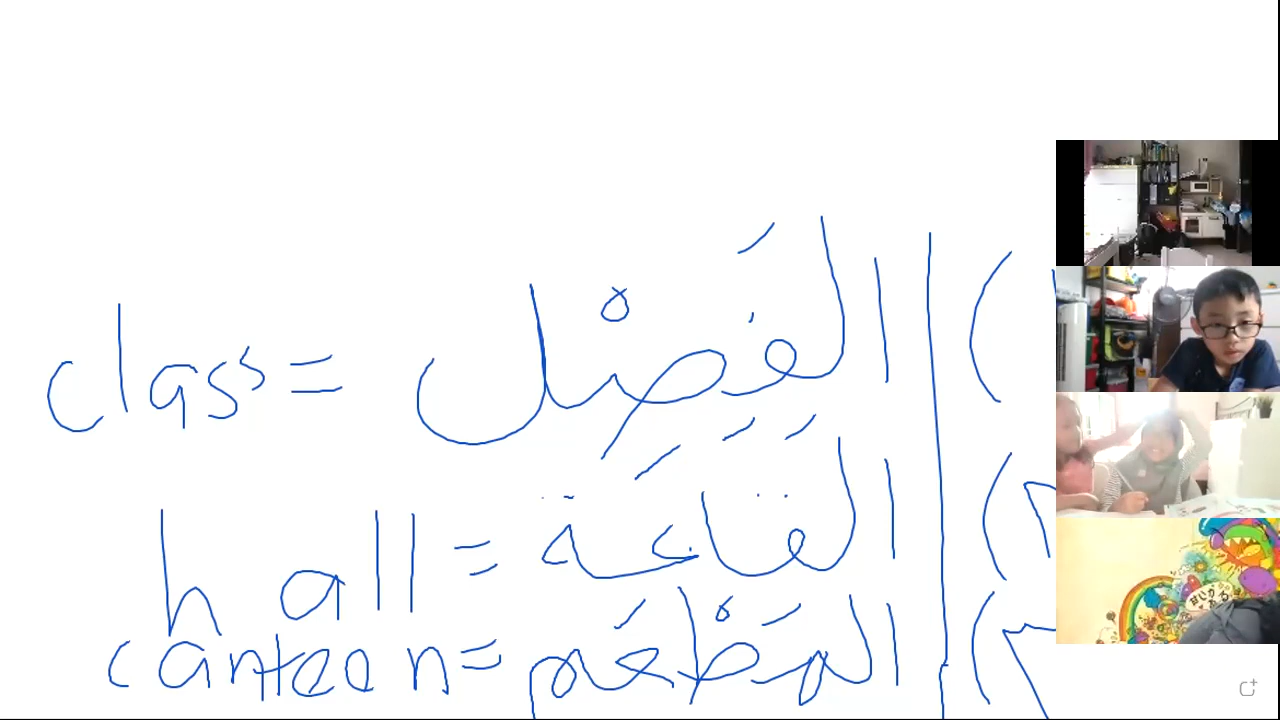 class = الفَصْل
hall = القَاعَة
canteen = المَطْعَم